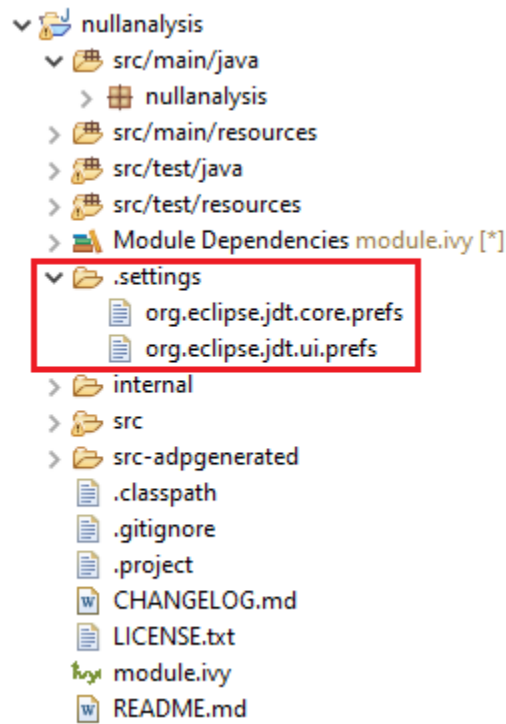 nullanalysis
src/main/java
nullanalysis
src/main/resources
src/test/java
src/test/resources
Module Dependencies module.ivy [*]
.settings
org.eclipse.jdt.core.prefs
org.eclipse.jdt.ui.prefs
internal
src
src-adpgenerated
.classpath
.gitignore
.project
CHANGELOG.md
LICENSE.txt
module.ivy
README.md